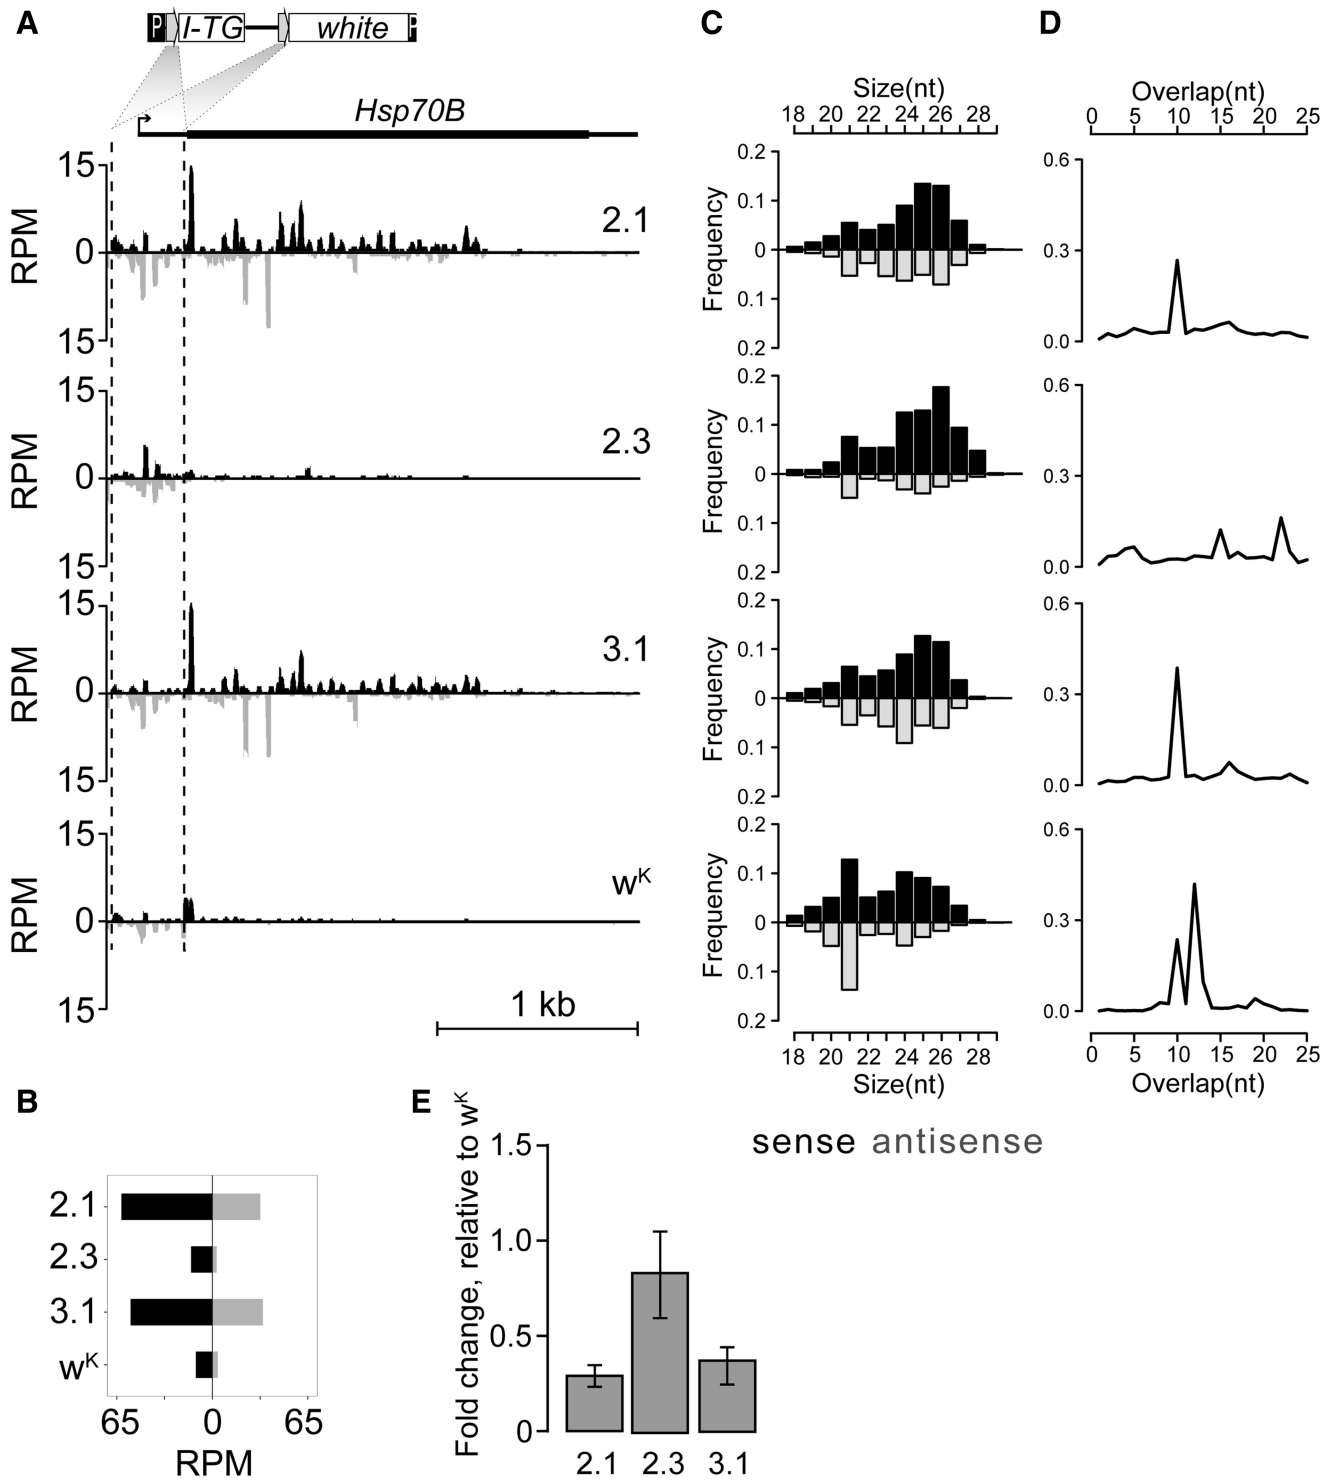 A
P I-TG white P
Hsp70B
15
0
15
RPM
2.1
15
0
15
RPM
2.3
15
0
15
RPM
3.1
15
0
15
RPM
wK
1 kb
B
2.1
2.3
3.1
wK
65 0 65
RPM
C
Size(nt)
18 20 22 24 26 28
0.2
0.1
0
0.1
0.2
Frequency
0.2
0.1
0
0.1
0.2
Frequency
0.2
0.1
0
0.1
0.2
Frequency
0.2
0.1
0
0.1
0.2
Frequency
18 20 22 24 26 28
Size(nt)
D
Overlap(nt)
0 5 10 15 20 25
0.6
0.3
0.0
0.6
0.3
0.0
0.6
0.3
0.0
0.6
0.3
0.0
0 5 10 15 20 25
Overlap(nt)
sense antisense
E
Fold change, relative to wK
1.5
1.0
0.5
0
2.1 2.3 3.1